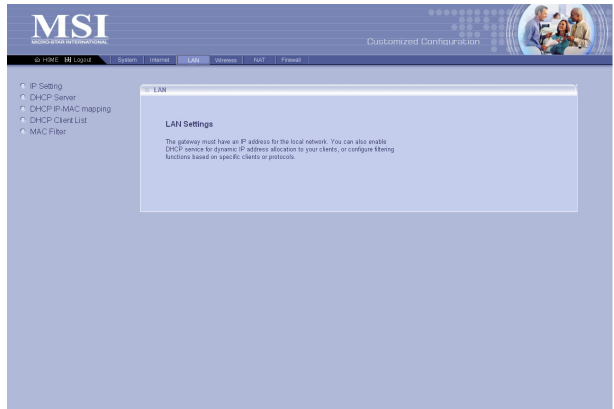 MSI
MICRO-STAR INTERNATIONAL
Customized Configuration
HOME Logout System Internet LAN Wireless NAT Firewall
IP Setting
DHCP Server
DHCP IP-MAC mapping
DHCP Client List
MAC Filter
LAN
LAN Settings
The gateway must have an IP address for the local network. You can also enable
DHCP service for dynamic IP address allocation to your clients, or configure filtering
functions based on specific clients or protocols.